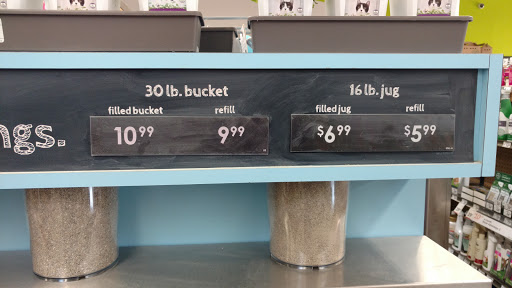 30 lb. bucket
filled bucket refill
10.99 9.99
16 lb. jug
filled jug refill
$6.99 $5.99
ngs.